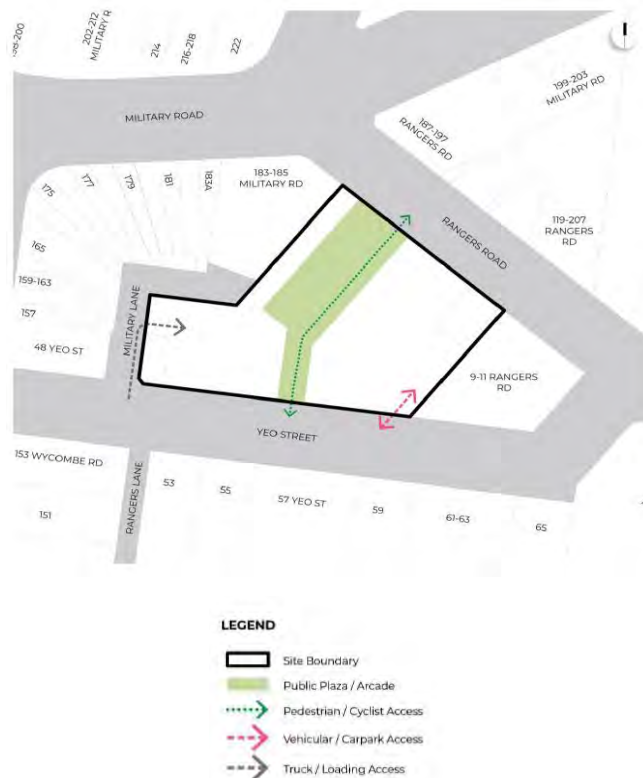 202-212
MILITARY R
214
216-218
222
199-203
MILITARY RD
MILITARY ROAD
187-197
RANGERS RD
175
177
179
181
183A
183-185
MILITARY RD
RANGERS ROAD
119-207
RANGERS
RD
165
159-163
157
48 YEO ST
MILITARY LANE
9-11 RANGERS
RD
YEO STREET
153 WYCOMBE RD
151
RANGERS LANE
53
55
57 YEO ST
59
61-63
65
LEGEND
Site Boundary
Public Plaza / Arcade
Pedestrian / Cyclist Access
Vehicular / Carpark Access
Truck / Loading Access